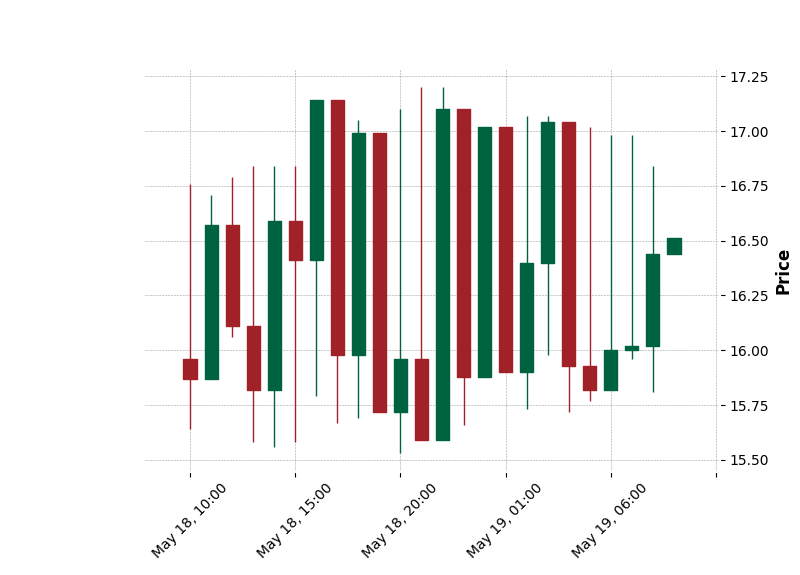 17.25
17.00
16.75
16.50
16.25
16.00
15.75
15.50
Price
May 18, 10:00
May 18, 15:00
May 18, 20:00
May 19, 01:00
May 19, 06:00